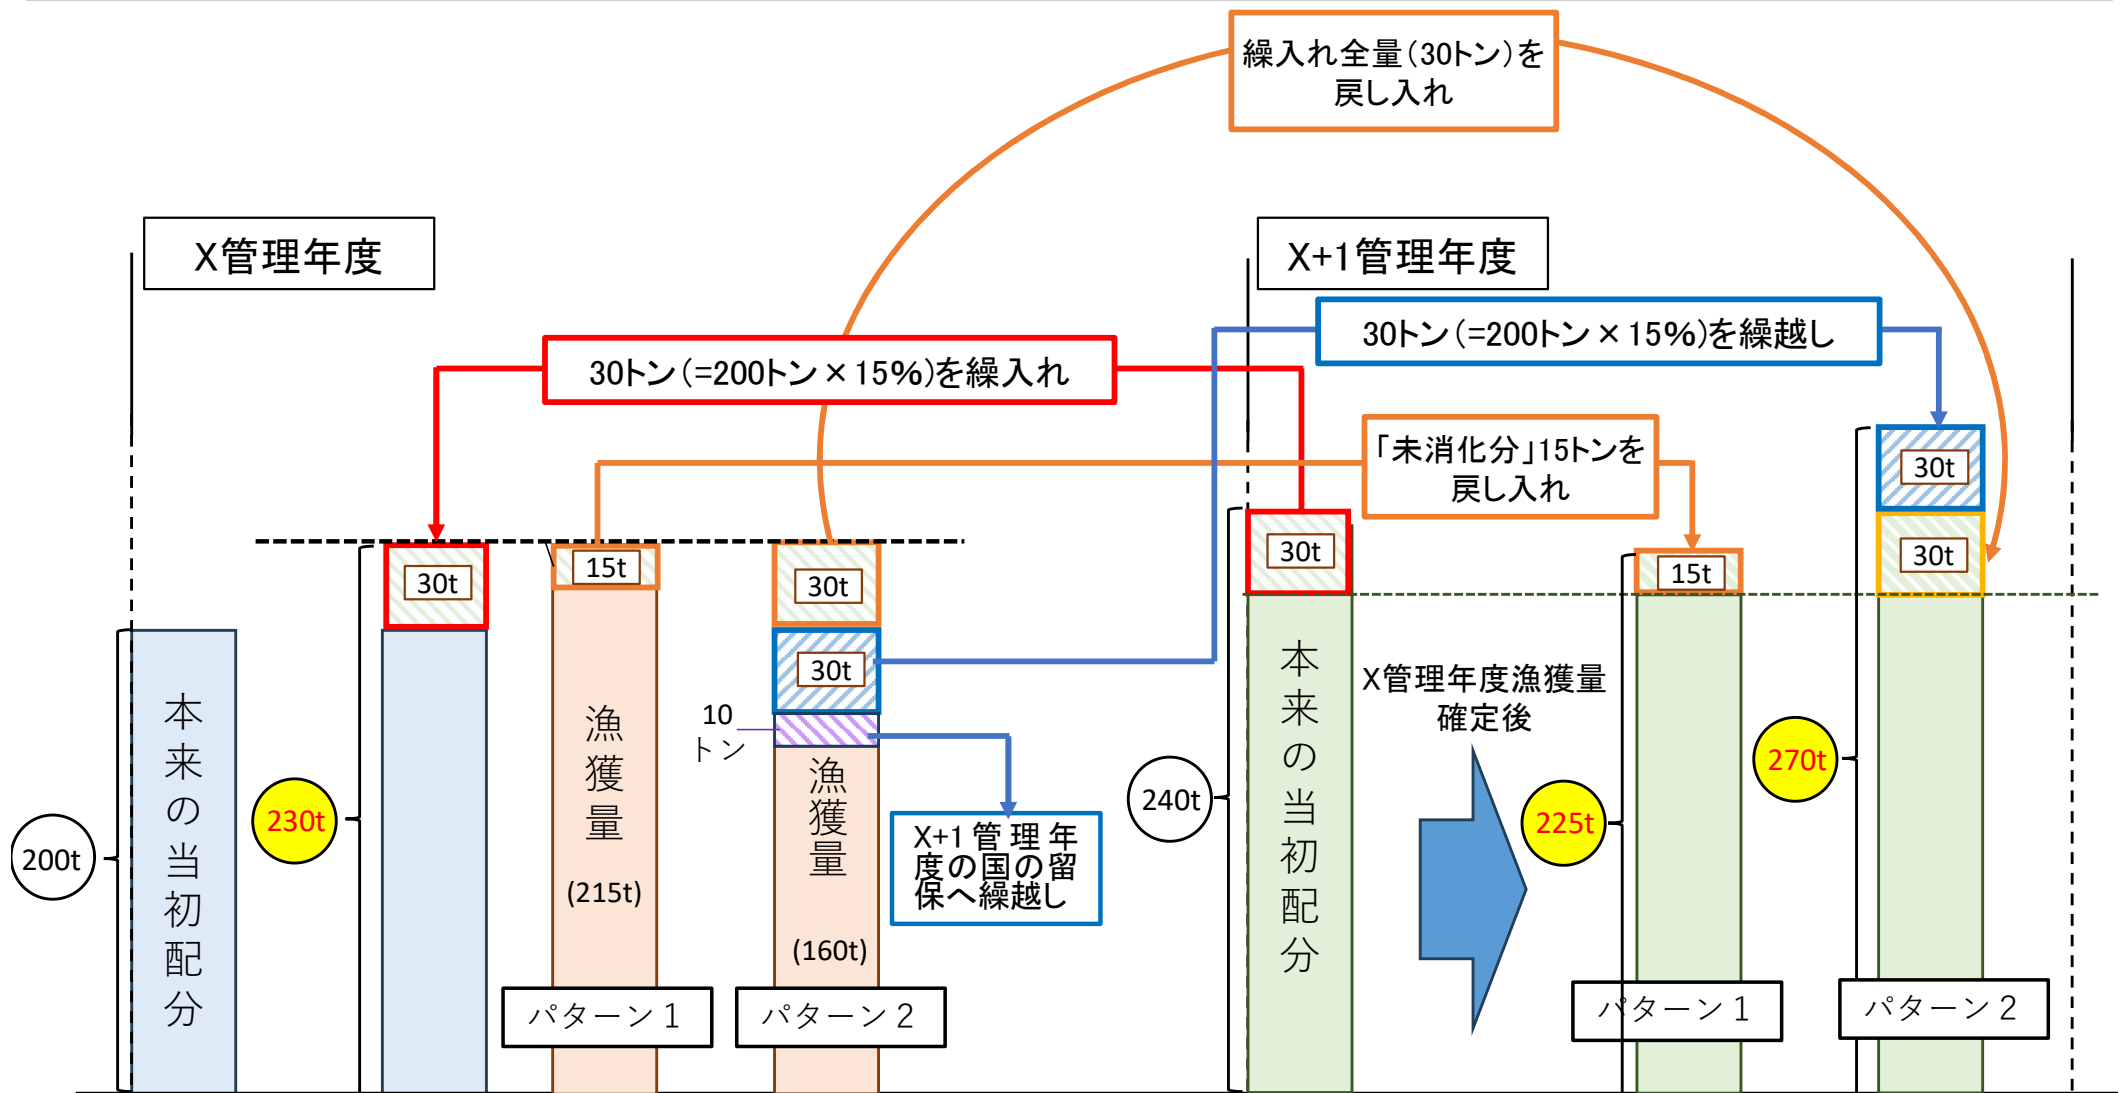 繰入れ全量(30トン)を
戻し入れ
X管理年度
X+1管理年度
30トン(=200トン×15%)を繰入れ
30トン(=200トン×15%)を繰越し
「未消化分」15トンを
戻し入れ
30t
15t
30t
30t
30t
15t
30t
30t
10
トン
X+1管理年
度の国の留
保へ繰越し
X管理年度漁獲量
確定後
200t
230t
240t
225t
270t
本来の当初配分
漁獲量
(215t)
漁獲量
(160t)
本来の当初配分
パターン1
パターン2
パターン1
パターン2